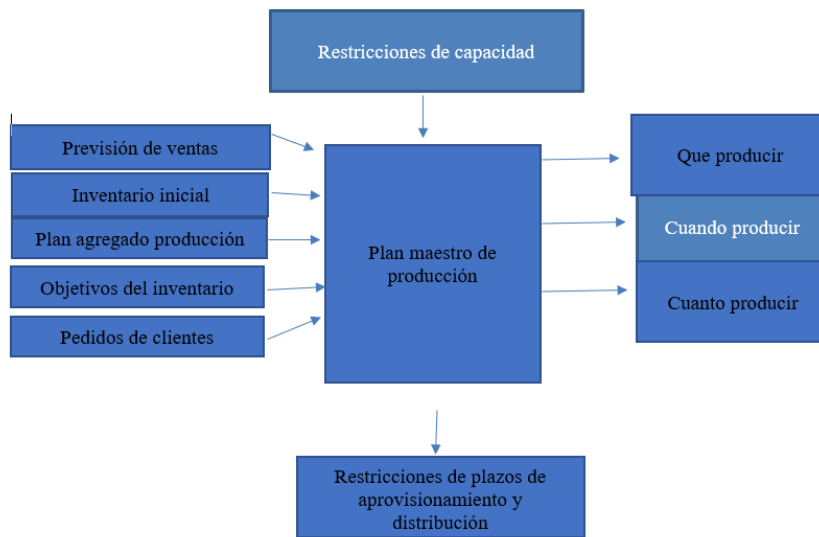 Restricciones de capacidad
Previsión de ventas
Inventario inicial
Plan agregado producción
Objetivos del inventario
Pedidos de clientes
Plan maestro de
producción
Que producir
Cuando producir
Cuanto producir
Restricciones de plazos de
aprovisionamiento y
distribución